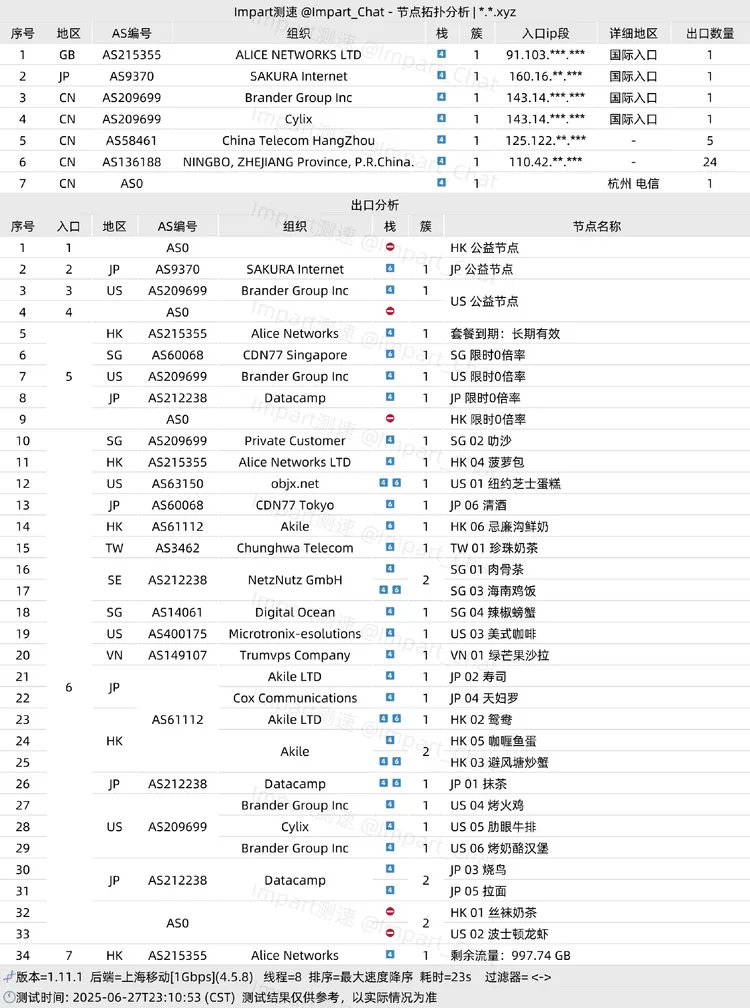 Impart测速 @Impart_Chat - 节点拓扑分析 | *.*.xyz
序号 地区 AS编号 组织 栈 簇 入口ip段 详细地区 出口数量
1 GB AS215355 ALICE NETWORKS LTD 4 1 91.103.***.*** 国际入口 1
2 JP AS9370 SAKURA Internet 4 1 160.16.**.*** 国际入口 1
3 CN AS209699 Brander Group Inc 4 1 143.14.***.*** 国际入口 1
4 CN AS209699 Cylix 4 1 143.14.***.*** 国际入口 1
5 CN AS58461 China Telecom HangZhou 4 1 125.122.**.*** - 5
6 CN AS136188 NINGBO, ZHEJIANG Province, P.R.China. 4 1 110.42.**.*** - 24
7 CN AS0 4 1 杭州 电信 1
出口分析
序号 入口 地区 AS编号 组织 栈 簇 节点名称
1 1 AS0 HK 公益节点
2 2 JP AS9370 SAKURA Internet 6 1 JP 公益节点
3 3 US AS209699 Brander Group Inc 4 1 US 公益节点
4 4 AS0
5 5 HK AS215355 Alice Networks 4 1 套餐到期：长期有效
6 SG AS60068 CDN77 Singapore 6 1 SG 限时0倍率
7 US AS209699 Brander Group Inc 4 1 US 限时0倍率
8 JP AS212238 Datacamp 4 1 JP 限时0倍率
9 AS0 HK 限时0倍率
10 6 SG AS209699 Private Customer 4 1 SG 02 叻沙
11 HK AS215355 Alice Networks LTD 4 1 HK 04 菠萝包
12 US AS63150 objx.net 4 6 1 US 01 纽约芝士蛋糕
13 JP AS60068 CDN77 Tokyo 6 1 JP 06 清酒
14 HK AS61112 Akile 6 1 HK 06 忌廉沟鲜奶
15 TW AS3462 Chunghwa Telecom 6 1 TW 01 珍珠奶茶
16 SE AS212238 NetzNutz GmbH 4 2 SG 01 肉骨茶
17 4 6 SG 03 海南鸡饭
18 SG AS14061 Digital Ocean 4 1 SG 04 辣椒螃蟹
19 US AS400175 Microtronix-esolutions 4 1 US 03 美式咖啡
20 VN AS149107 Trumvps Company 4 1 VN 01 绿芒果沙拉
21 JP AS61112 Akile LTD 4 1 JP 02 寿司
22 Cox Communications 4 1 JP 04 天妇罗
23 HK Akile LTD 4 6 1 HK 02 鸳鸯
24 Akile 4 2 HK 05 咖喱鱼蛋
25 4 6 HK 03 避风塘炒蟹
26 JP AS212238 Datacamp 4 6 1 JP 01 抹茶
27 US AS209699 Brander Group Inc 4 1 US 04 烤火鸡
28 Cylix 4 1 US 05 肋眼牛排
29 Brander Group Inc 4 1 US 06 烤奶酪汉堡
30 JP AS212238 Datacamp 4 2 JP 03 烧鸟
31 4 JP 05 拉面
32 AS0 2 HK 01 丝袜奶茶
33 US 02 波士顿龙虾
34 7 HK AS215355 Alice Networks 4 1 剩余流量：997.74 GB
版本=1.11.1 后端=上海移动[1Gbps](4.5.8) 线程=8 排序=最大速度降序 耗时=23s 过滤器= <->
测试时间: 2025-06-27T23:10:53 (CST) 测试结果仅供参考，以实际情况为准